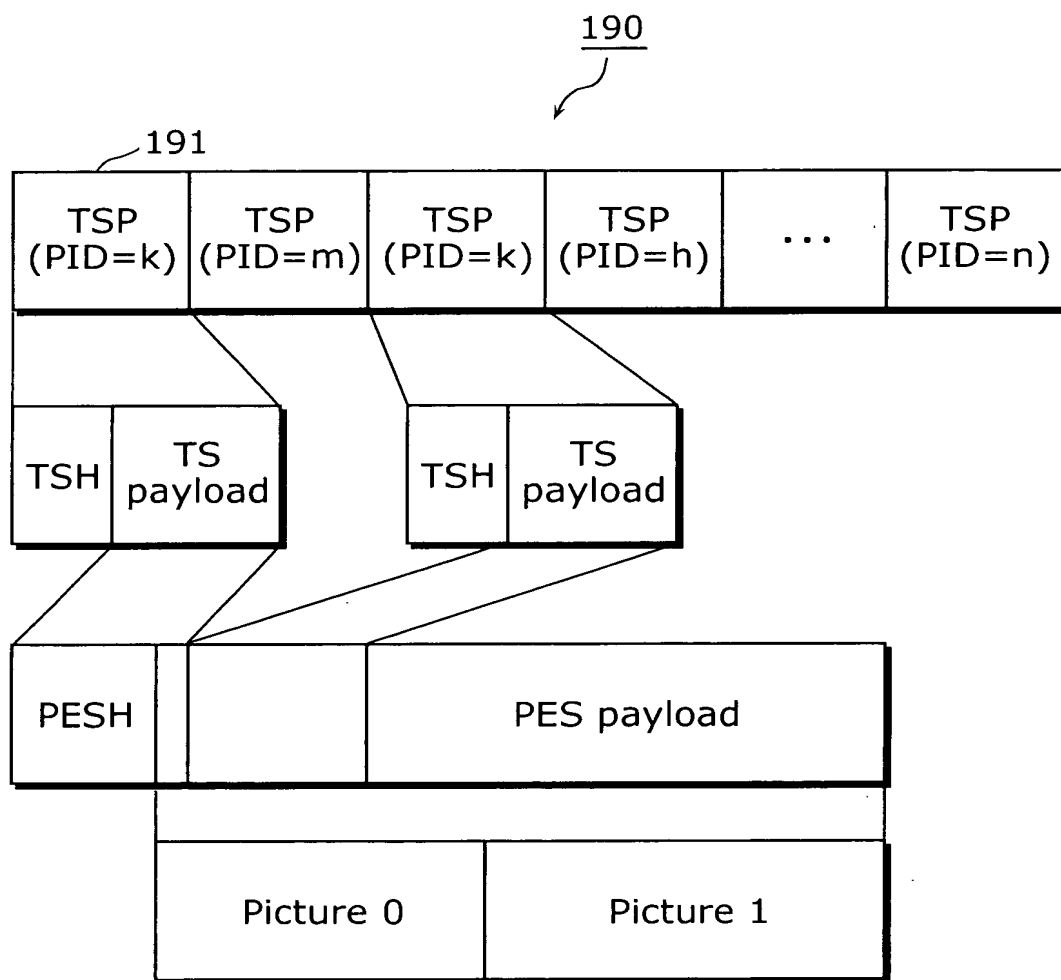 190
191
TSP
(PID=k)
TSP
(PID=m)
TSP
(PID=k)
TSP
(PID=h)
...
TSP
(PID=n)
TSH
TS
payload
TSH
TS
payload
PESH
PES payload
Picture 0
Picture 1